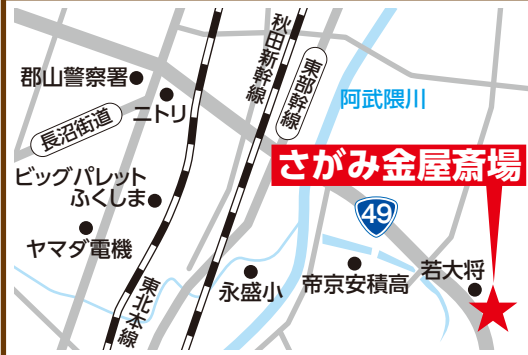 郡山警察署
ニトリ
長沼街道
ビッグパレット
ふくしま
ヤマダ電機
秋田新幹線
東部幹線
阿武隈川
さがみ金屋斎場
49
東北本線
永盛小
帝京安積高
若大将